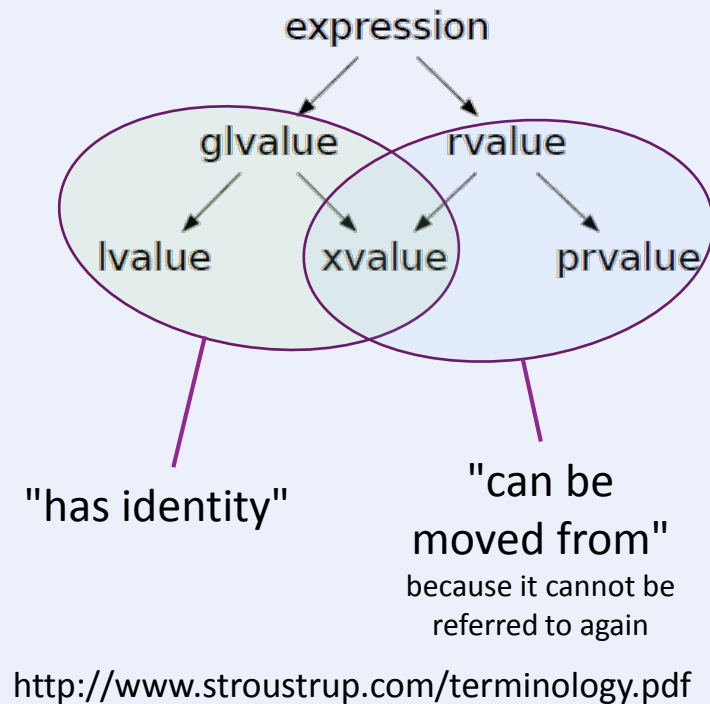 expression
glvalue rvalue
lvalue xvalue prvalue
"has identity"
"can be
moved from"
because it cannot be
referred to again
http://www.stroustrup.com/terminology.pdf